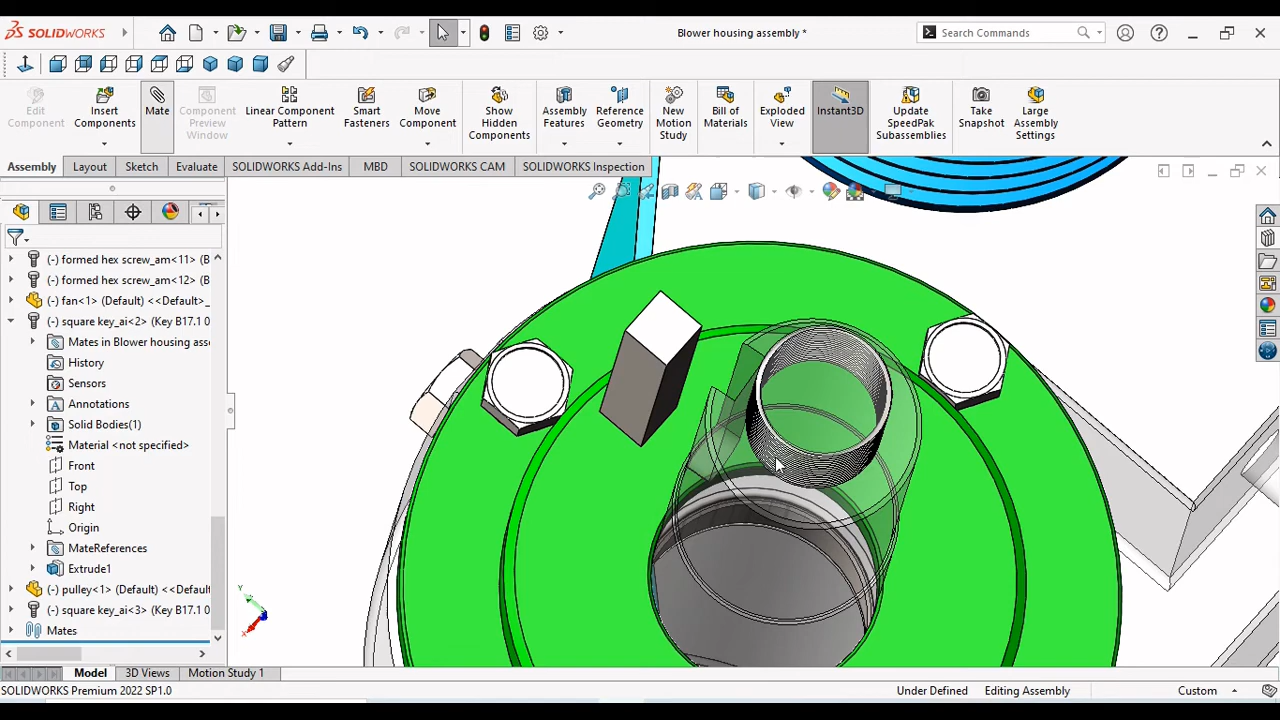 SOLIDWORKS
Blower housing assembly *
Search Commands
Edit Component
Insert Components
Mate
Component Preview Window
Linear Component Pattern
Smart Fasteners
Move Component
Show Hidden Components
Assembly Features
Reference Geometry
New Motion Study
Bill of Materials
Exploded View
Instant3D
Update SpeedPak Subassemblies
Take Snapshot
Large Assembly Settings
Assembly Layout Sketch Evaluate SOLIDWORKS Add-Ins MBD SOLIDWORKS CAM SOLIDWORKS Inspection
(-) formed hex screw_am<11> (B
(-) formed hex screw_am<12> (B
(-) fan<1> (Default) <<Default>_
(-) square key_ai<2> (Key B17.1 0
Mates in Blower housing asse
History
Sensors
Annotations
Solid Bodies(1)
Material <not specified>
Front
Top
Right
Origin
MateReferences
Extrude1
(-) pulley<1> (Default) <<Default
(-) square key_ai<3> (Key B17.1 0
Mates
Y
X
Model 3D Views Motion Study 1
SOLIDWORKS Premium 2022 SP1.0
Under Defined Editing Assembly Custom